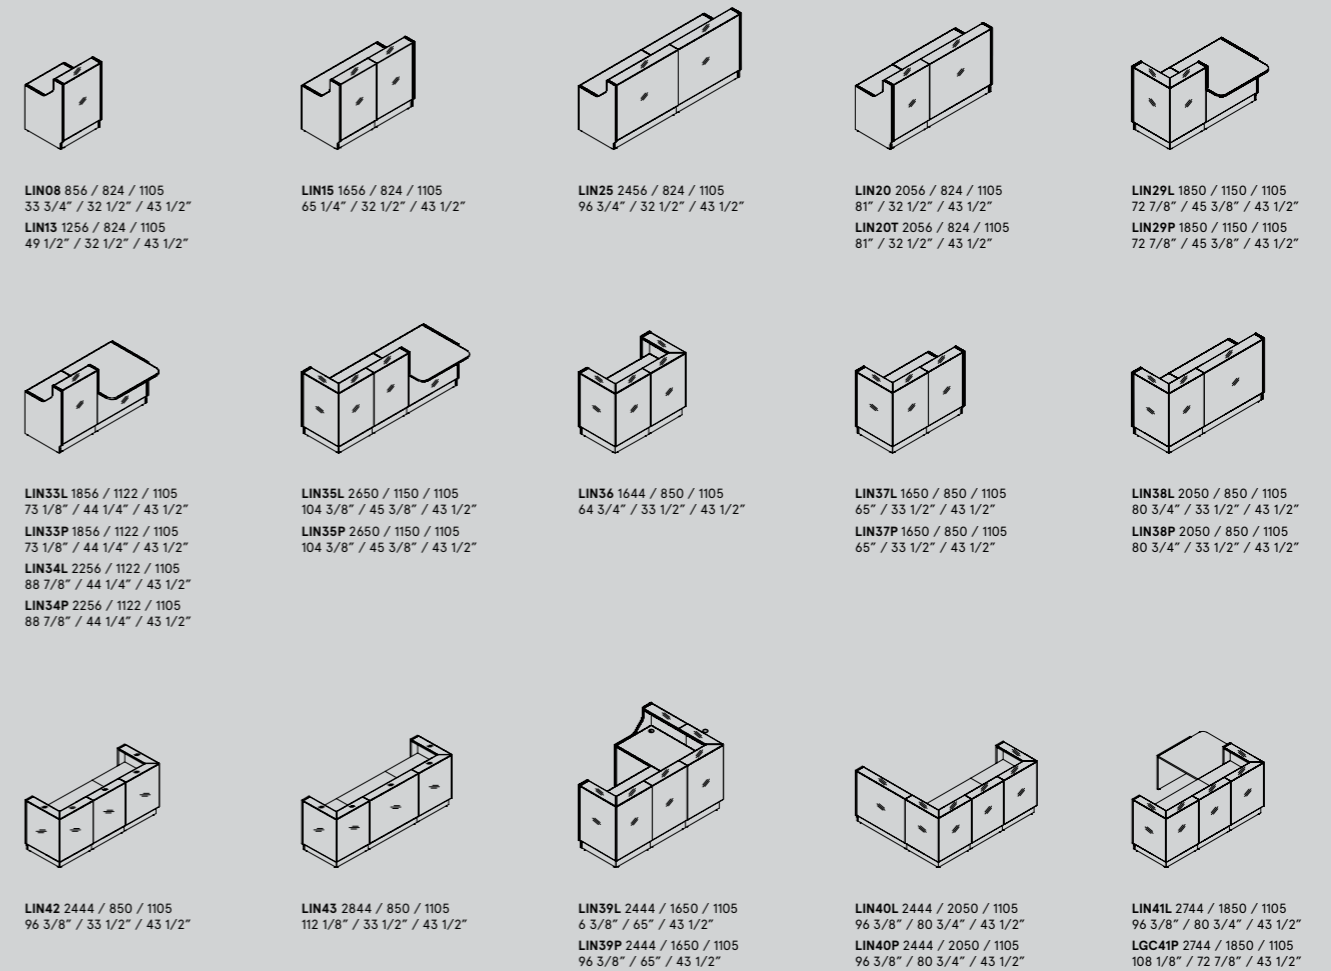 LIN08 856 / 824 / 1105
33 3/4” / 32 1/2” / 43 1/2”
LIN13 1256 / 824 / 1105
49 1/2” / 32 1/2” / 43 1/2”
LIN15 1656 / 824 / 1105
65 1/4” / 32 1/2” / 43 1/2”
LIN25 2456 / 824 / 1105
96 3/4” / 32 1/2” / 43 1/2”
LIN20 2056 / 824 / 1105
81” / 32 1/2” / 43 1/2”
LIN20T 2056 / 824 / 1105
81” / 32 1/2” / 43 1/2”
LIN29L 1850 / 1150 / 1105
72 7/8” / 45 3/8” / 43 1/2”
LIN29P 1850 / 1150 / 1105
72 7/8” / 45 3/8” / 43 1/2”
LIN33L 1856 / 1122 / 1105
73 1/8” / 44 1/4” / 43 1/2”
LIN33P 1856 / 1122 / 1105
73 1/8” / 44 1/4” / 43 1/2”
LIN34L 2256 / 1122 / 1105
88 7/8” / 44 1/4” / 43 1/2”
LIN34P 2256 / 1122 / 1105
88 7/8” / 44 1/4” / 43 1/2”
LIN35L 2650 / 1150 / 1105
104 3/8” / 45 3/8” / 43 1/2”
LIN35P 2650 / 1150 / 1105
104 3/8” / 45 3/8” / 43 1/2”
LIN36 1644 / 850 / 1105
64 3/4” / 33 1/2” / 43 1/2”
LIN37L 1650 / 850 / 1105
65” / 33 1/2” / 43 1/2”
LIN37P 1650 / 850 / 1105
65” / 33 1/2” / 43 1/2”
LIN38L 2050 / 850 / 1105
80 3/4” / 33 1/2” / 43 1/2”
LIN38P 2050 / 850 / 1105
80 3/4” / 33 1/2” / 43 1/2”
LIN42 2444 / 850 / 1105
96 3/8” / 33 1/2” / 43 1/2”
LIN43 2844 / 850 / 1105
112 1/8” / 33 1/2” / 43 1/2”
LIN39L 2444 / 1650 / 1105
6 3/8” / 65” / 43 1/2”
LIN39P 2444 / 1650 / 1105
96 3/8” / 65” / 43 1/2”
LIN40L 2444 / 2050 / 1105
96 3/8” / 80 3/4” / 43 1/2”
LIN40P 2444 / 2050 / 1105
96 3/8” / 80 3/4” / 43 1/2”
LIN41L 2744 / 1850 / 1105
96 3/8” / 80 3/4” / 43 1/2”
LGC41P 2744 / 1850 / 1105
108 1/8” / 72 7/8” / 43 1/2”